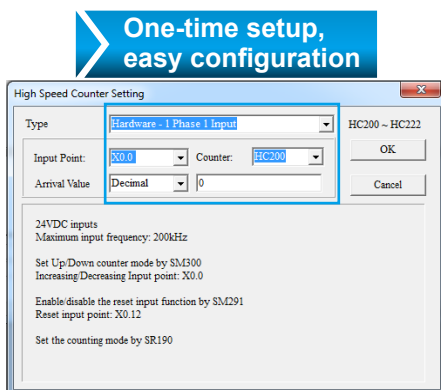 One-time setup,
easy configuration
High Speed Counter Setting
Type Hardware - 1 Phase 1 Input HC200 ~ HC222
Input Point: X0.0 Counter: HC200 OK
Arrival Value Decimal 0 Cancel
24VDC inputs
Maximum input frequency: 200kHz
Set Up/Down counter mode by SM300
Increasing/Decreasing Input point: X0.0
Enable/disable the reset input function by SM291
Reset input point: X0.12
Set the counting mode by SR190